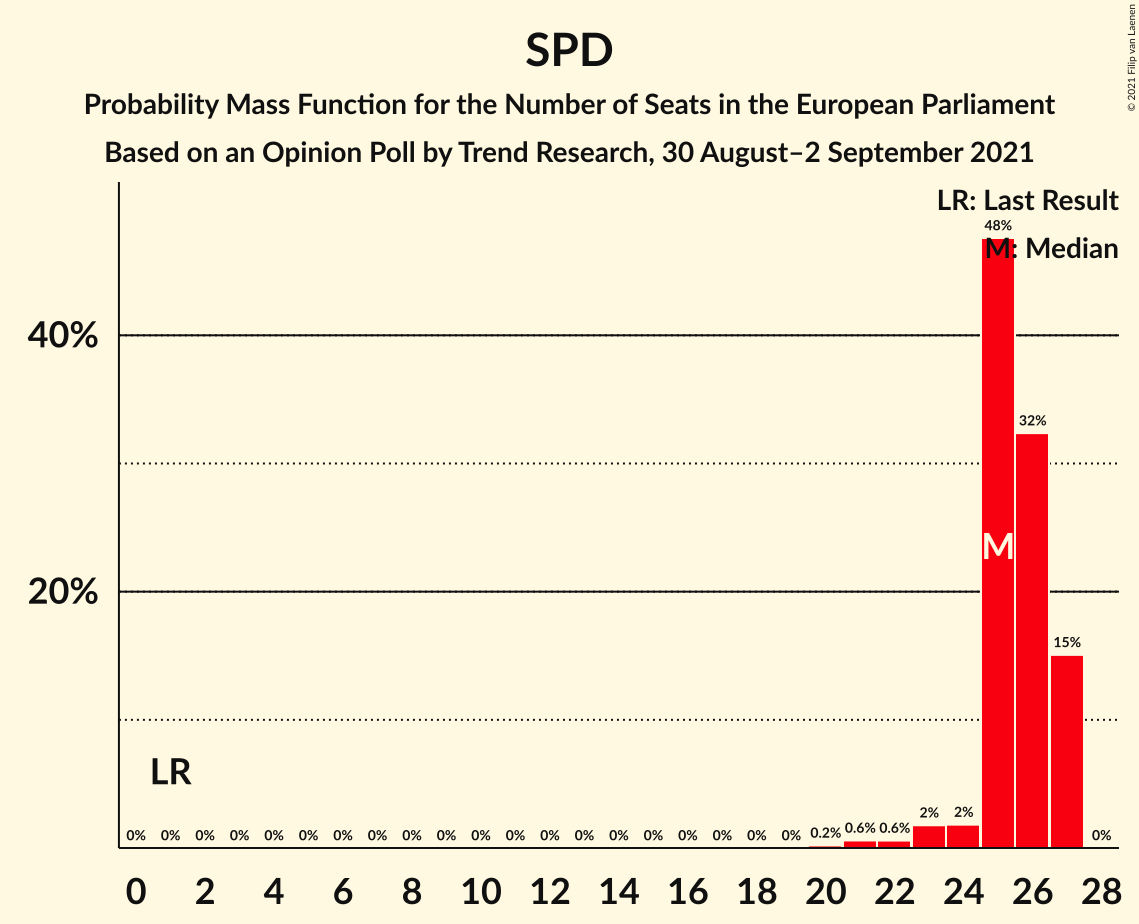 SPD
Probability Mass Function for the Number of Seats in the European Parliament
Based on an Opinion Poll by Trend Research, 30 August–2 September 2021
© 2021 Filip van Laenen
LR: Last Result
M: Median
48%
40%
32%
M
20%
15%
LR
0% 0% 0% 0% 0% 0% 0% 0% 0% 0% 0% 0% 0% 0% 0% 0% 0% 0% 0% 0% 0.2% 0.6% 0.6% 2% 2% 0%
0 2 4 6 8 10 12 14 16 18 20 22 24 26 28